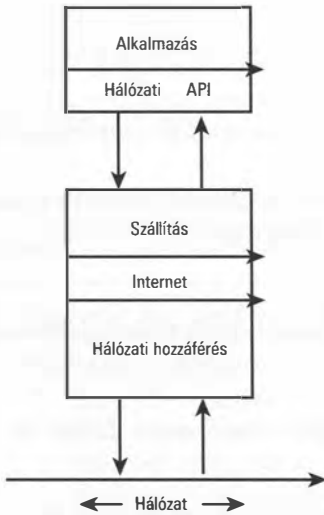 Alkalmazás
Hálózati API
Szállítás
Internet
Hálózati hozzáférés
Hálózat